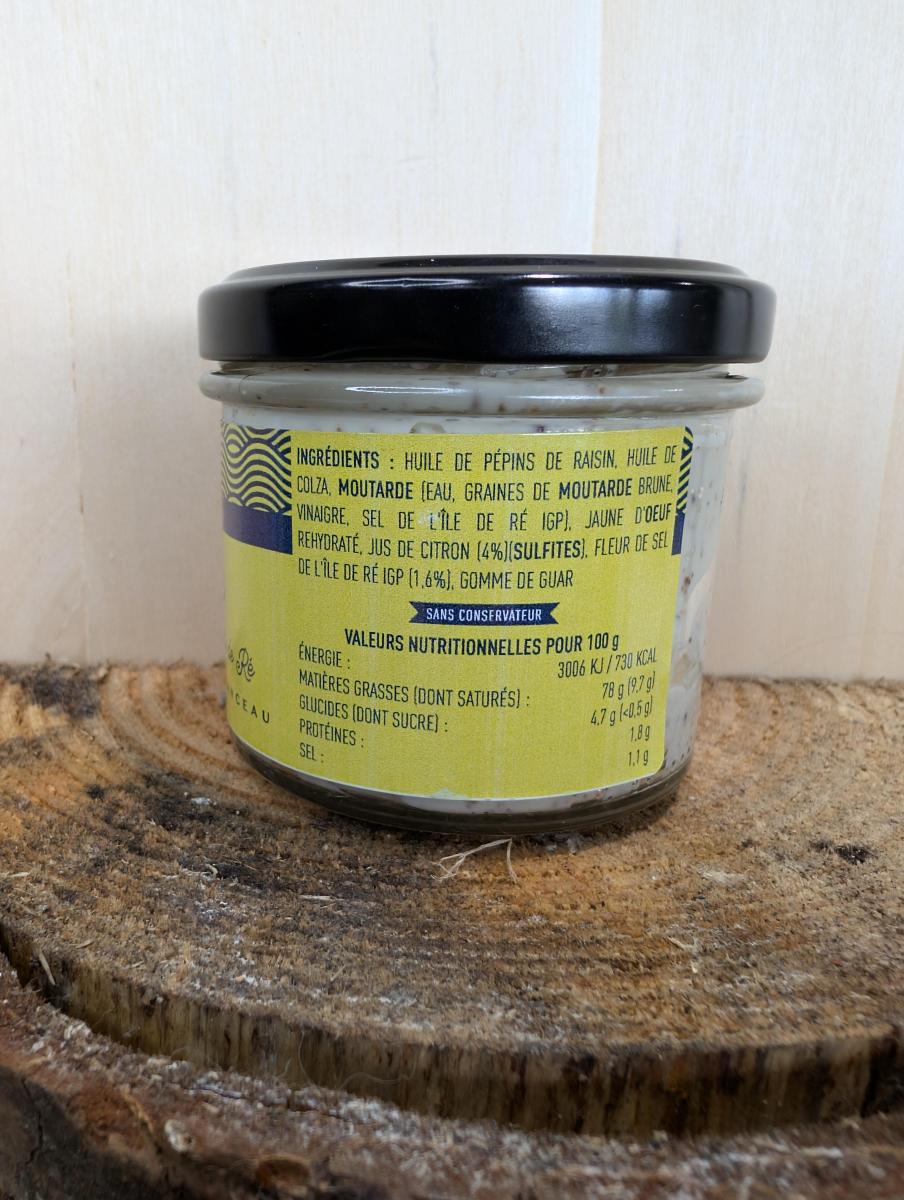 INGRÉDIENTS : HUILE DE PÉPINS DE RAISIN, HUILE DE
COLZA, MOUTARDE (EAU, GRAINES DE MOUTARDE BRUNE,
VINAIGRE, SEL DE L'ÎLE DE RÉ IGP), JAUNE D'OEUF
REHYDRATÉ, JUS DE CITRON (4%)(SULFITES), FLEUR DE SEL
DE L'ÎLE DE RÉ IGP (1,6%), GOMME DE GUAR
SANS CONSERVATEUR
VALEURS NUTRITIONNELLES POUR 100 g
ÉNERGIE : 3006 KJ / 730 KCAL
MATIÈRES GRASSES (DONT SATURÉS) : 78 g (9.7 g)
GLUCIDES (DONT SUCRE) : 4,7 g (<0,5 g)
PROTÉINES : 1,8 g
SEL : 1,1 g
Ré
CEAU